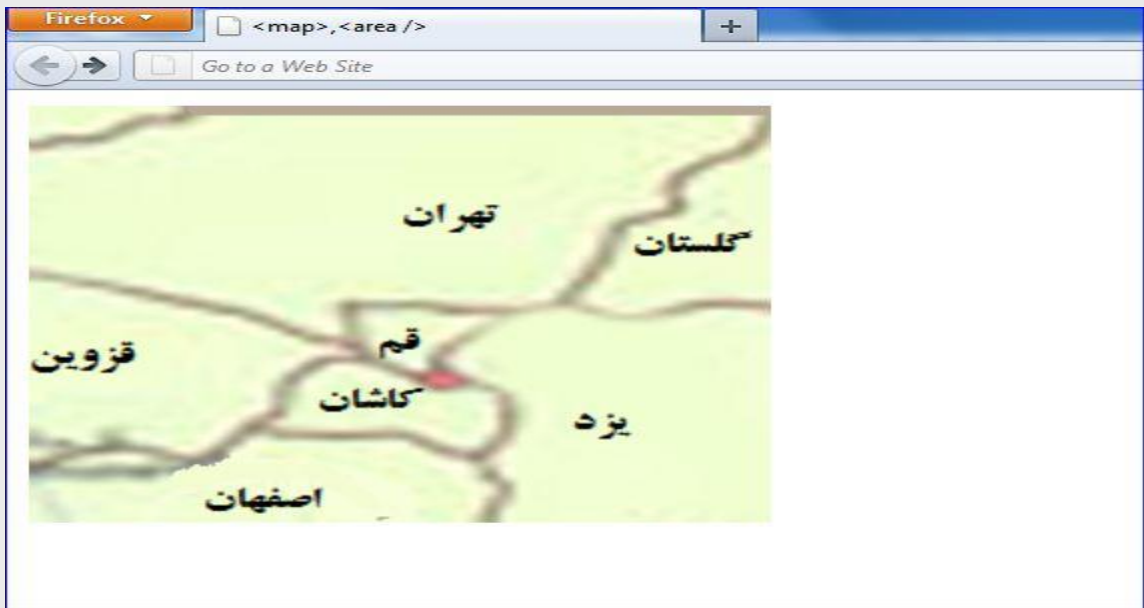 Firefox
<map>,<area />
Go to a Web Site
تهران
گلستان
قم
قزوین
کاشان
یزد
اصفهان